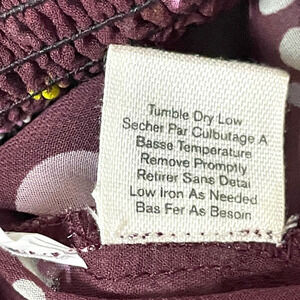 Tumble Dry Low
Secher Par Culbutage A
Basse Temperature
Remove Promptly
Retirer Sans Detai
Low Iron As Needed
Bas Fer As Besoin